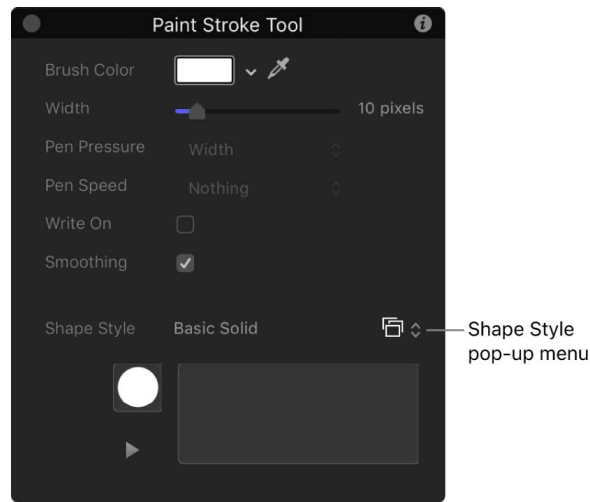 Paint Stroke Tool
Brush Color
Width 10 pixels
Pen Pressure Width
Pen Speed Nothing
Write On
Smoothing
Shape Style Basic Solid
Shape Style
pop-up menu